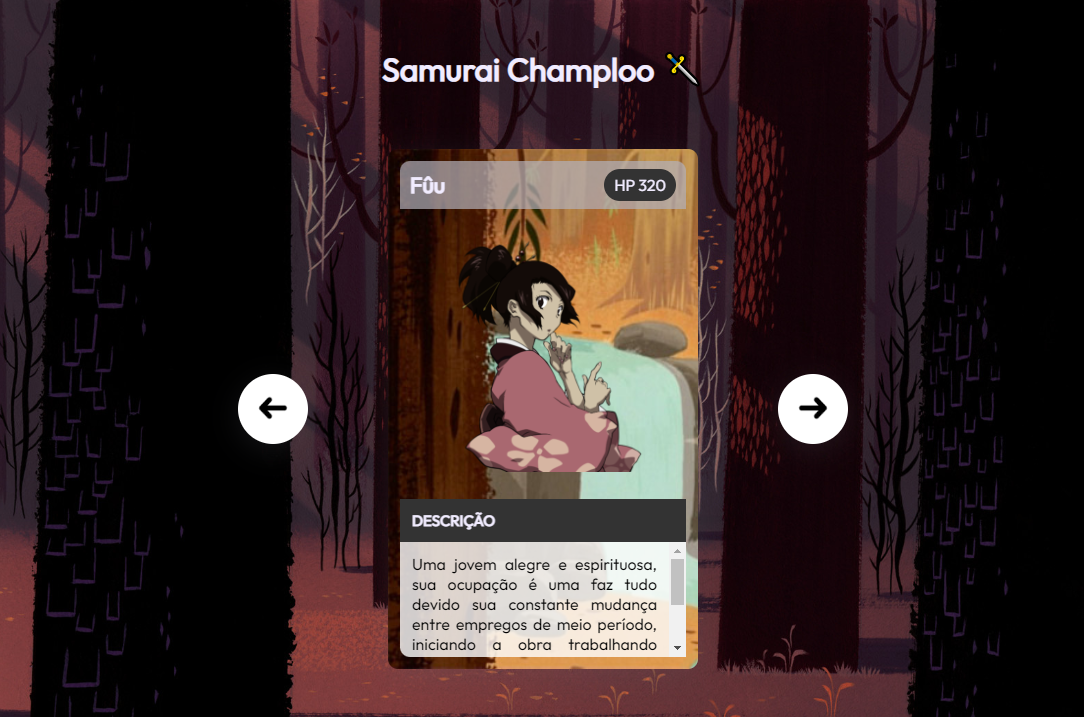 Samurai Champloo
Fûu
HP 320
DESCRIÇÃO
Uma jovem alegre e espirituosa,
sua ocupação é uma faz tudo
devido sua constante mudança
entre empregos de meio período,
iniciando a obra trabalhando